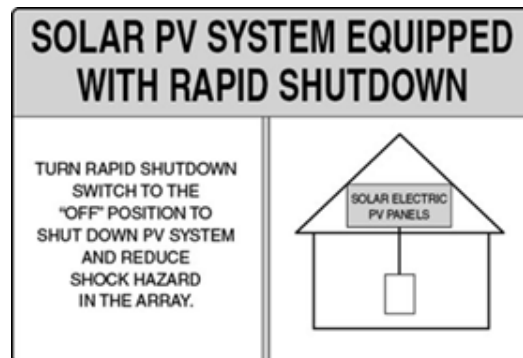 SOLAR PV SYSTEM EQUIPPED
WITH RAPID SHUTDOWN
TURN RAPID SHUTDOWN
SWITCH TO THE
“OFF” POSITION TO
SHUT DOWN PV SYSTEM
AND REDUCE
SHOCK HAZARD
IN THE ARRAY.
SOLAR ELECTRIC
PV PANELS